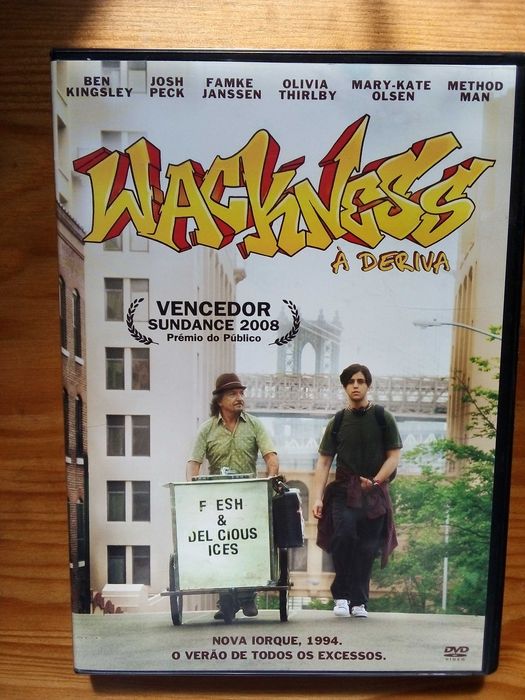 BEN KINGSLEY
JOSH PECK
FAMKE JANSSEN
OLIVIA THIRLBY
MARY-KATE OLSEN
METHOD MAN
WACKNESS
À DERIVA
VENCEDOR
SUNDANCE 2008
Prémio do Público
F ESH
&
DEL CIOUS
ICES
NOVA IORQUE, 1994.
O VERÃO DE TODOS OS EXCESSOS.
DVD
VIDEO